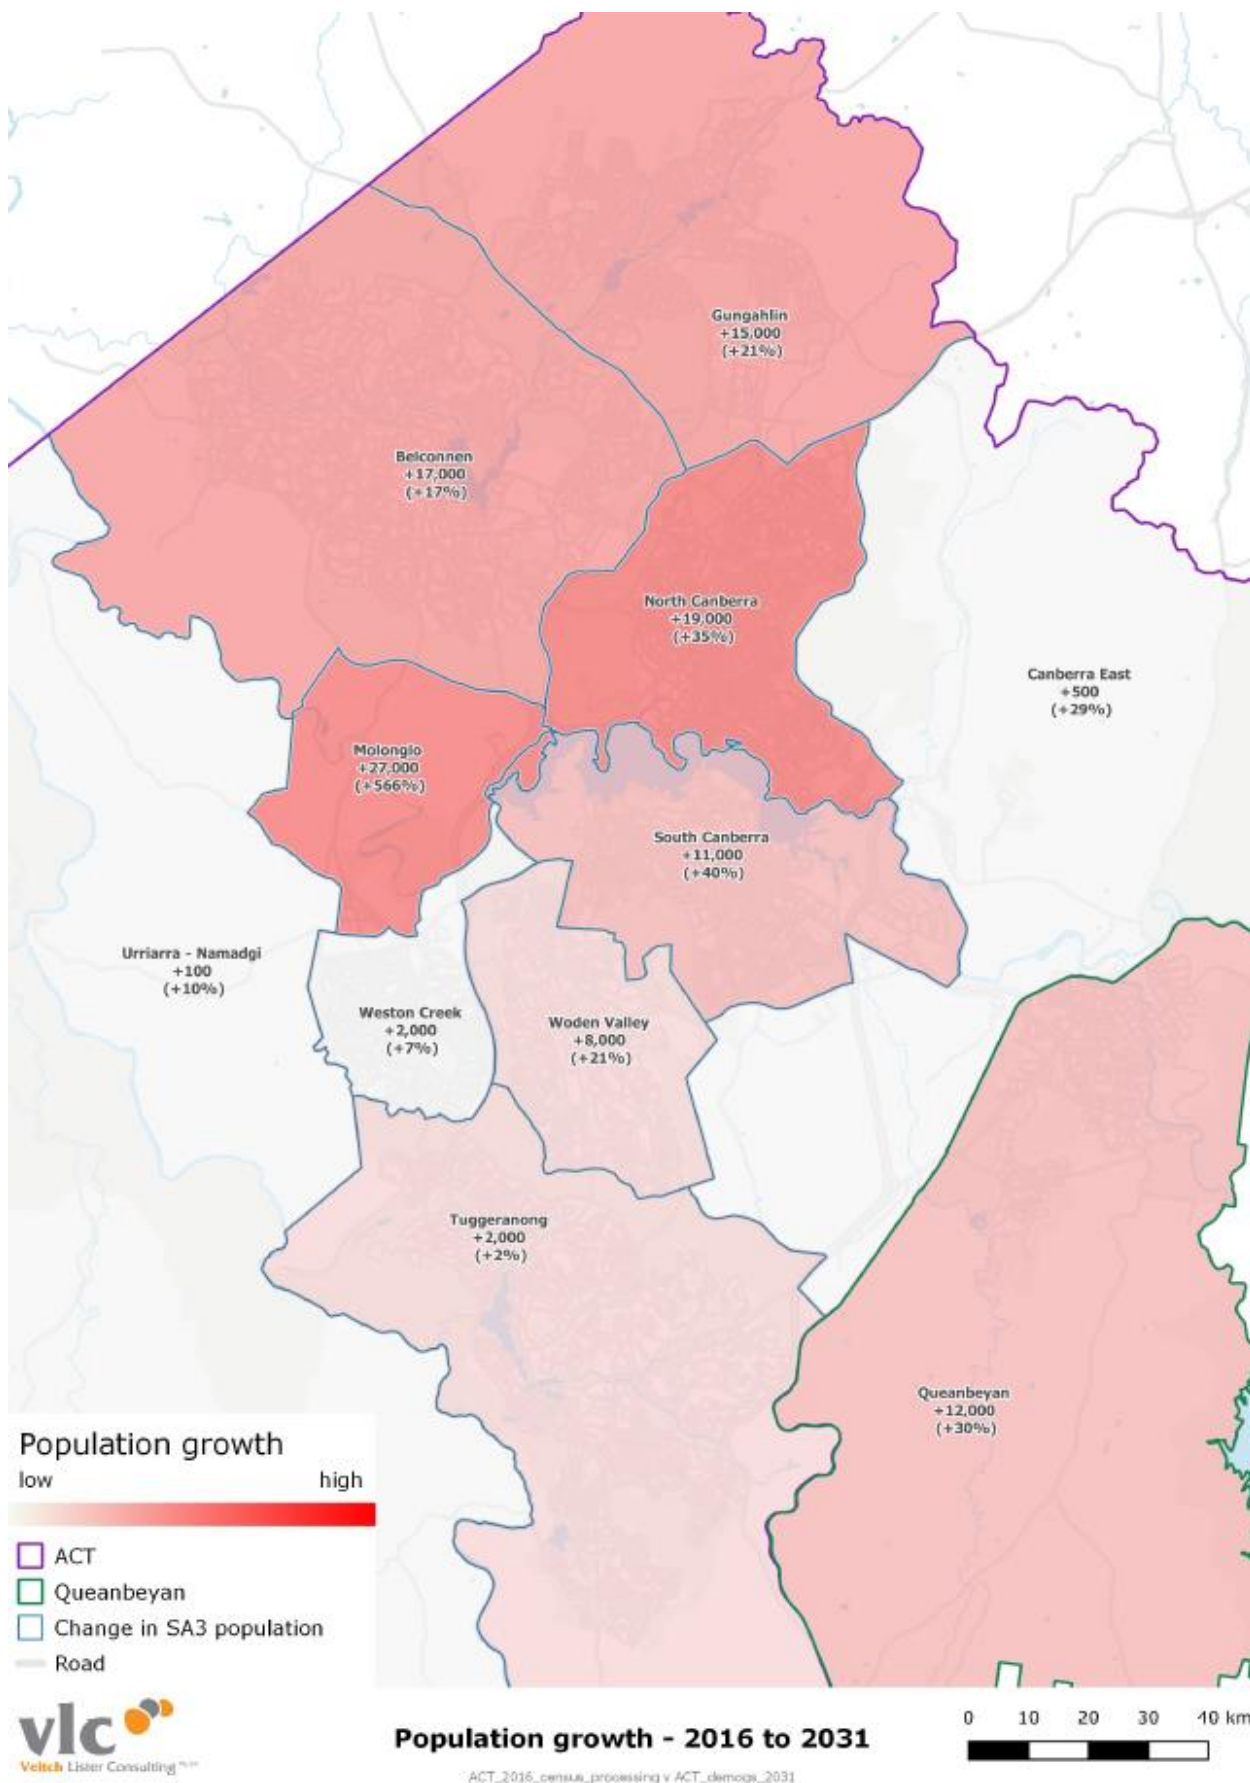 Gungahlin
+15,000
(+21%)
Belconnen
+17,000
(+17%)
North Canberra
+19,000
(+35%)
Canberra East
+500
(+29%)
Molonglo
+27,000
(+566%)
South Canberra
+11,000
(+40%)
Urriarra - Namadgi
+100
(+10%)
Weston Creek
+2,000
(+7%)
Woden Valley
+8,000
(+21%)
Tuggeranong
+2,000
(+2%)
Queanbeyan
+12,000
(+30%)
Population growth
low high
ACT
Queanbeyan
Change in SA3 population
Road
vlc
Veitch Lister Consulting
Population growth - 2016 to 2031
0 10 20 30 40 km
ACT_2016_census_processing v ACT_demogs_2031